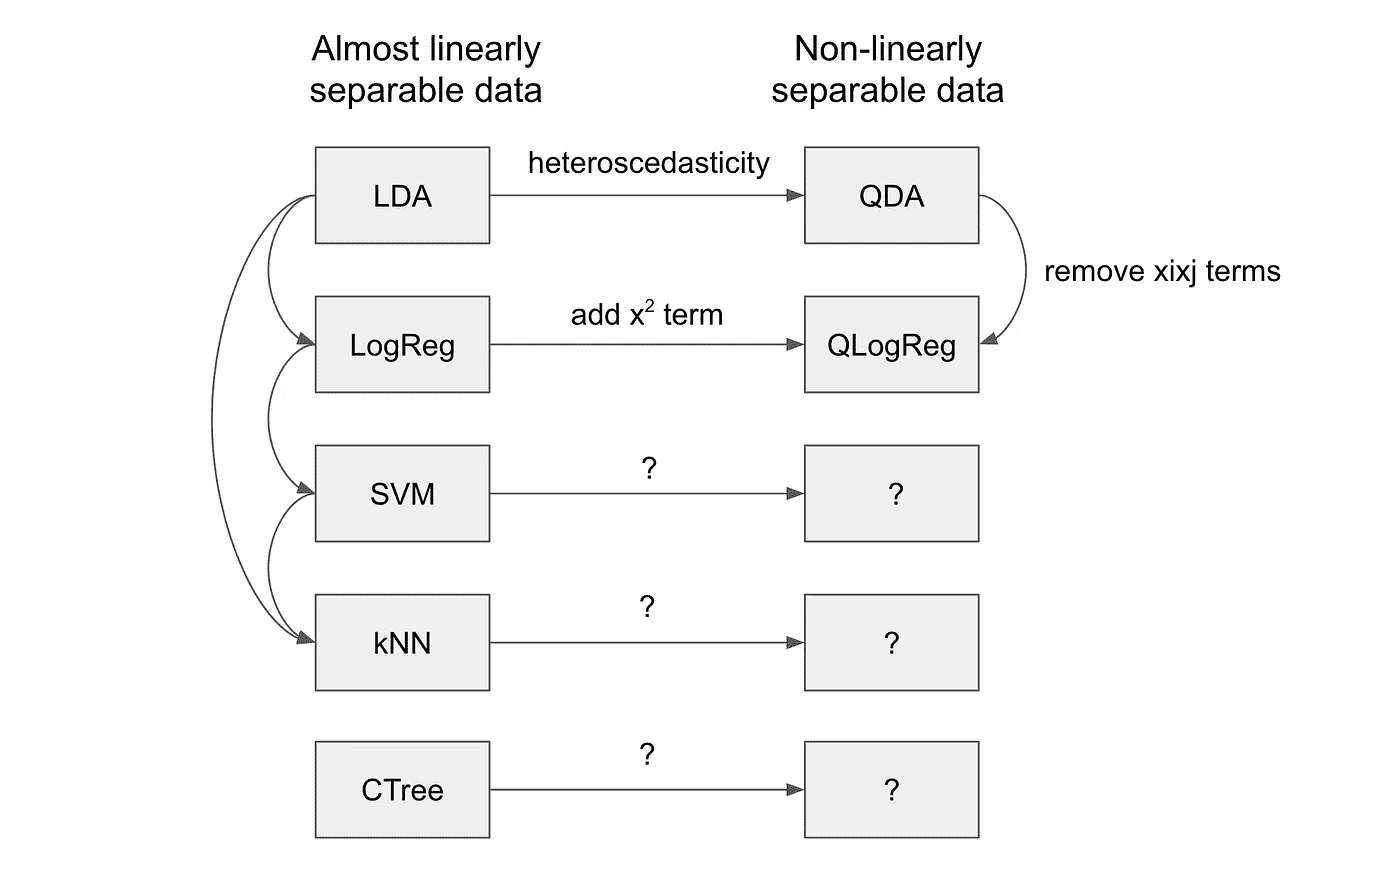 Almost linearly
separable data
Non-linearly
separable data
LDA
heteroscedasticity
QDA
remove xixj terms
LogReg
add x² term
QLogReg
SVM
?
?
kNN
?
?
CTree
?
?